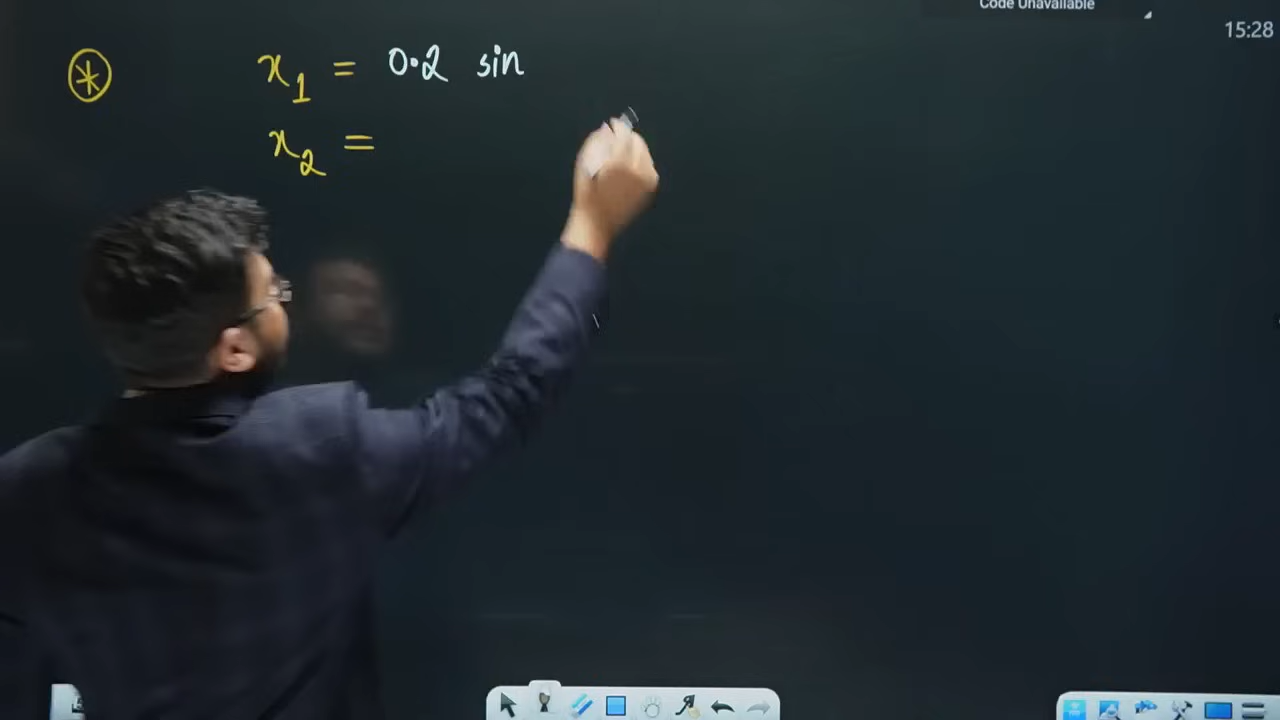 Code Unavailable
15:28
x₁ = 0.2 sin
x₂ =